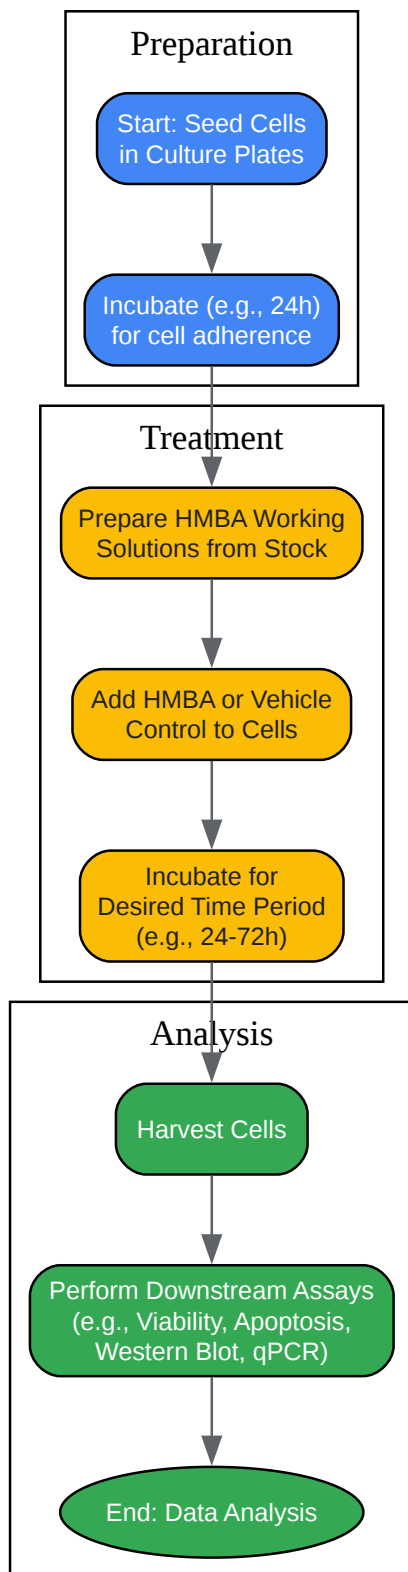 Preparation
Start: Seed Cells
in Culture Plates
Incubate (e.g., 24h)
for cell adherence
Treatment
Prepare HMBA Working
Solutions from Stock
Add HMBA or Vehicle
Control to Cells
Incubate for
Desired Time Period
(e.g., 24-72h)
Analysis
Harvest Cells
Perform Downstream Assays
(e.g., Viability, Apoptosis,
Western Blot, qPCR)
End: Data Analysis